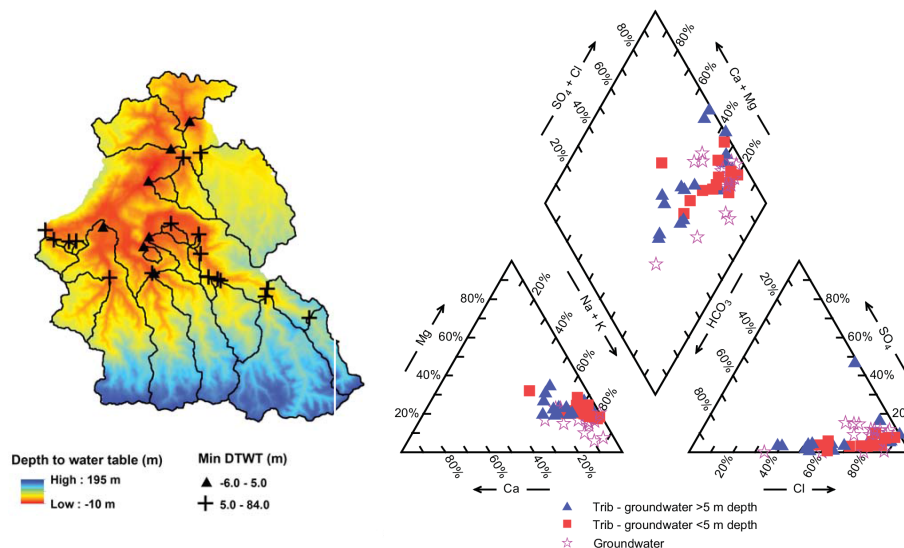 Depth to water table (m)
High : 195 m
Low : -10 m
Min DTWT (m)
-6.0 - 5.0
5.0 - 84.0
SO₄ + Cl
80%
60%
40%
20%
Ca + Mg
80%
60%
40%
20%
Mg
80%
60%
40%
20%
Na + K
20%
40%
60%
80%
Ca
80%
60%
40%
20%
HCO₃
20%
40%
60%
80%
SO₄
80%
60%
40%
20%
Cl
20%
40%
60%
80%
Trib - groundwater >5 m depth
Trib - groundwater <5 m depth
Groundwater